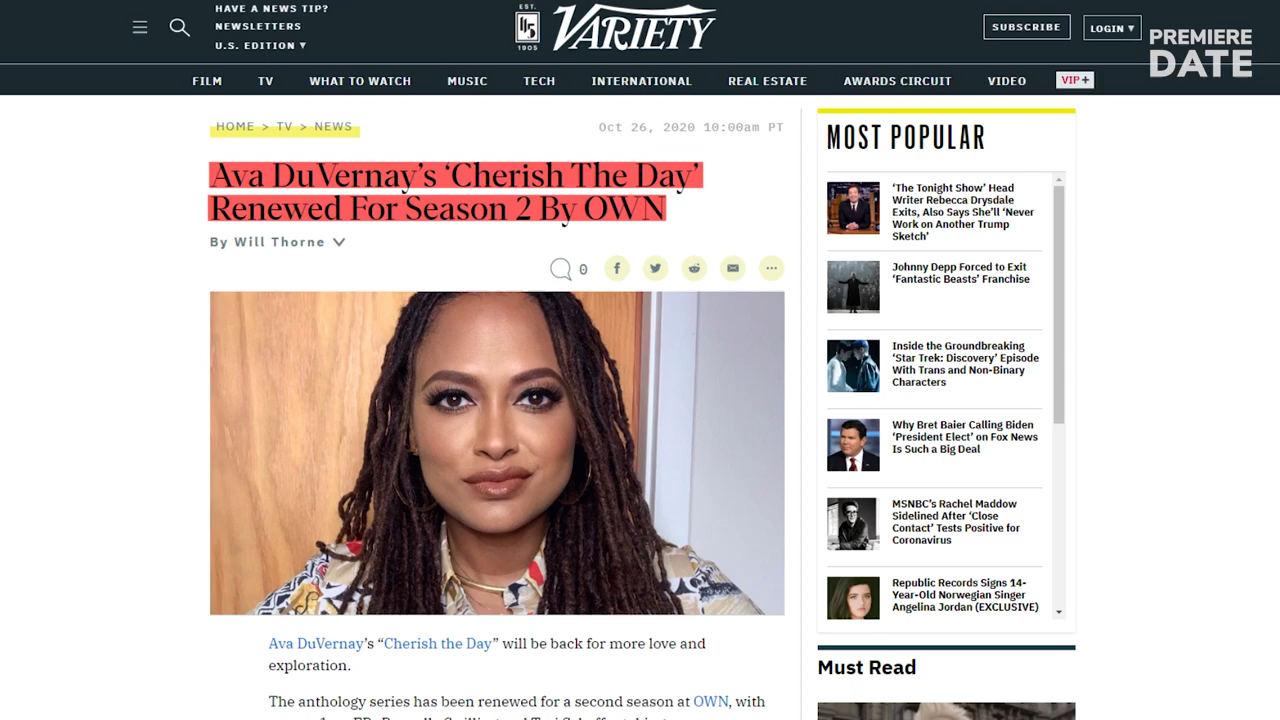 HAVE A NEWS TIP?
NEWSLETTERS
U.S. EDITION ▾
EST.
115
1905
VARIETY
SUBSCRIBE
LOGIN ▾
PREMIERE
DATE
FILM
TV
WHAT TO WATCH
MUSIC
TECH
INTERNATIONAL
REAL ESTATE
AWARDS CIRCUIT
VIDEO
VIP+
HOME > TV > NEWS
Oct 26, 2020 10:00am PT
Ava DuVernay’s ‘Cherish The Day’
Renewed For Season 2 By OWN
By Will Thorne
0
Ava DuVernay’s “Cherish the Day” will be back for more love and
exploration.
The anthology series has been renewed for a second season at OWN, with
MOST POPULAR
‘The Tonight Show’ Head
Writer Rebecca Drysdale
Exits, Also Says She’ll ‘Never
Work on Another Trump
Sketch’
Johnny Depp Forced to Exit
‘Fantastic Beasts’ Franchise
Inside the Groundbreaking
‘Star Trek: Discovery’ Episode
With Trans and Non-Binary
Characters
Why Bret Baier Calling Biden
‘President Elect’ on Fox News
Is Such a Big Deal
MSNBC’s Rachel Maddow
Sidelined After ‘Close
Contact’ Tests Positive for
Coronavirus
Republic Records Signs 14-
Year-Old Norwegian Singer
Angelina Jordan (EXCLUSIVE)
Must Read